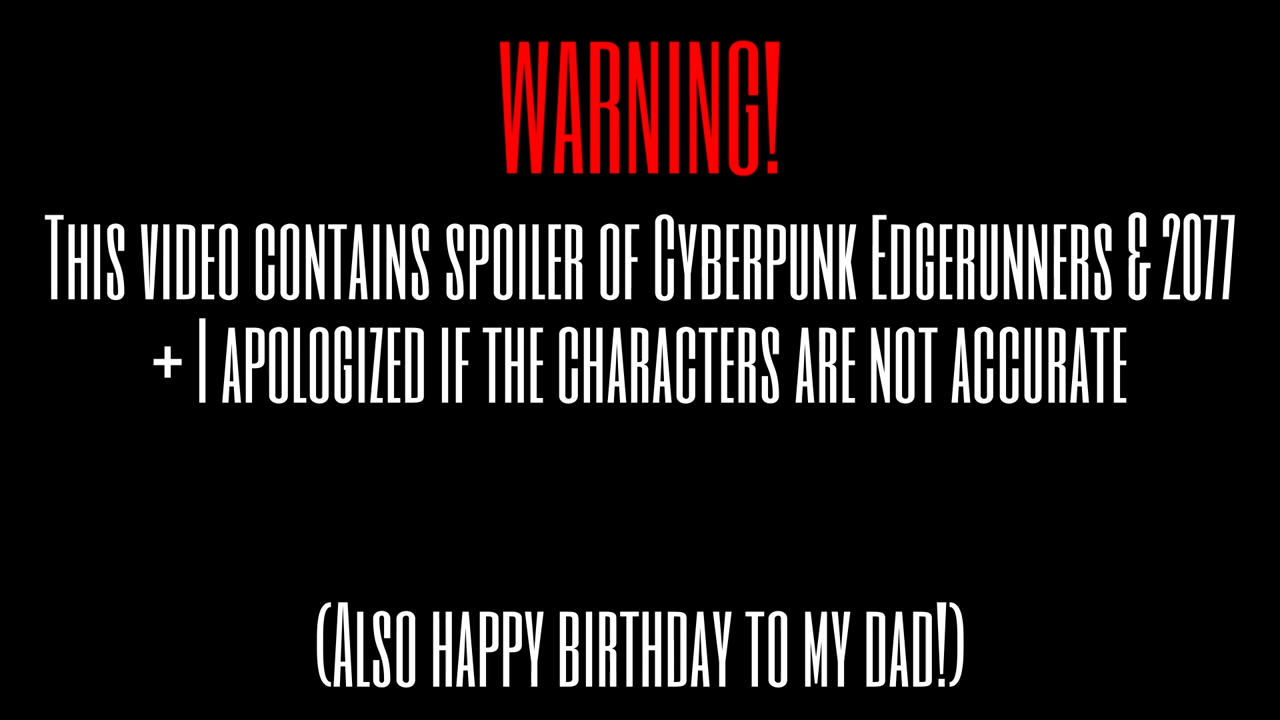 WARNING!
THIS VIDEO CONTAINS SPOILER OF CYBERPUNK EDGERUNNERS & 2077
+ I APOLOGIZED IF THE CHARACTERS ARE NOT ACCURATE
(ALSO HAPPY BIRTHDAY TO MY DAD!)